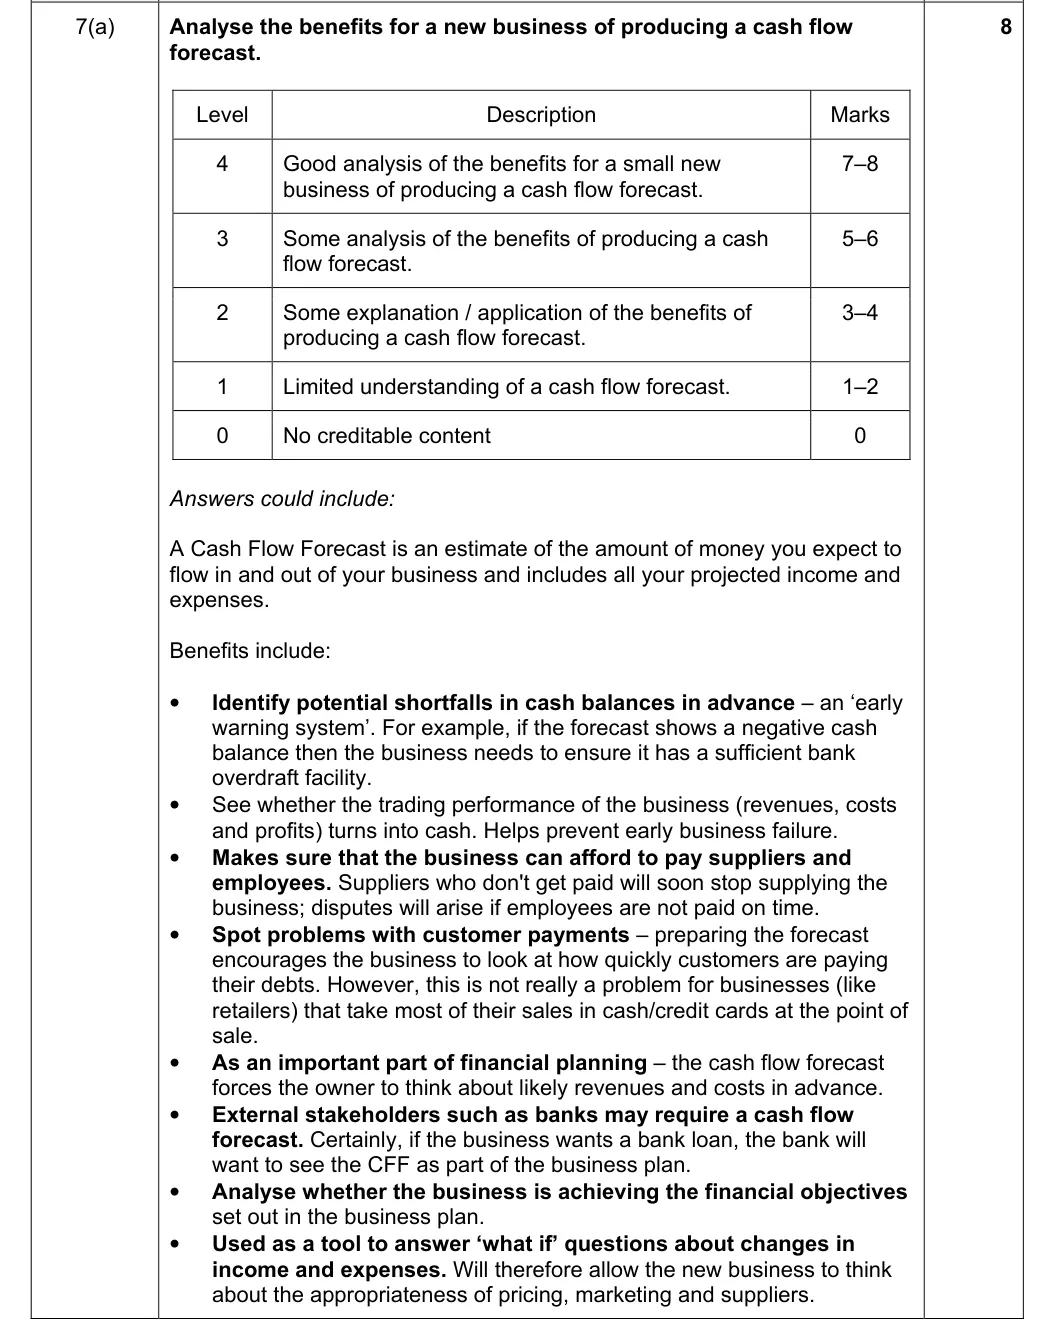 7(a)
Analyse the benefits for a new business of producing a cash flow
forecast.
8
Level Description Marks
4 Good analysis of the benefits for a small new
business of producing a cash flow forecast. 7–8
3 Some analysis of the benefits of producing a cash
flow forecast. 5–6
2 Some explanation / application of the benefits of
producing a cash flow forecast. 3–4
1 Limited understanding of a cash flow forecast. 1–2
0 No creditable content 0
Answers could include:
A Cash Flow Forecast is an estimate of the amount of money you expect to
flow in and out of your business and includes all your projected income and
expenses.
Benefits include:
• Identify potential shortfalls in cash balances in advance – an ‘early
warning system’. For example, if the forecast shows a negative cash
balance then the business needs to ensure it has a sufficient bank
overdraft facility.
• See whether the trading performance of the business (revenues, costs
and profits) turns into cash. Helps prevent early business failure.
• Makes sure that the business can afford to pay suppliers and
employees. Suppliers who don't get paid will soon stop supplying the
business; disputes will arise if employees are not paid on time.
• Spot problems with customer payments – preparing the forecast
encourages the business to look at how quickly customers are paying
their debts. However, this is not really a problem for businesses (like
retailers) that take most of their sales in cash/credit cards at the point of
sale.
• As an important part of financial planning – the cash flow forecast
forces the owner to think about likely revenues and costs in advance.
• External stakeholders such as banks may require a cash flow
forecast. Certainly, if the business wants a bank loan, the bank will
want to see the CFF as part of the business plan.
• Analyse whether the business is achieving the financial objectives
set out in the business plan.
• Used as a tool to answer ‘what if’ questions about changes in
income and expenses. Will therefore allow the new business to think
about the appropriateness of pricing, marketing and suppliers.